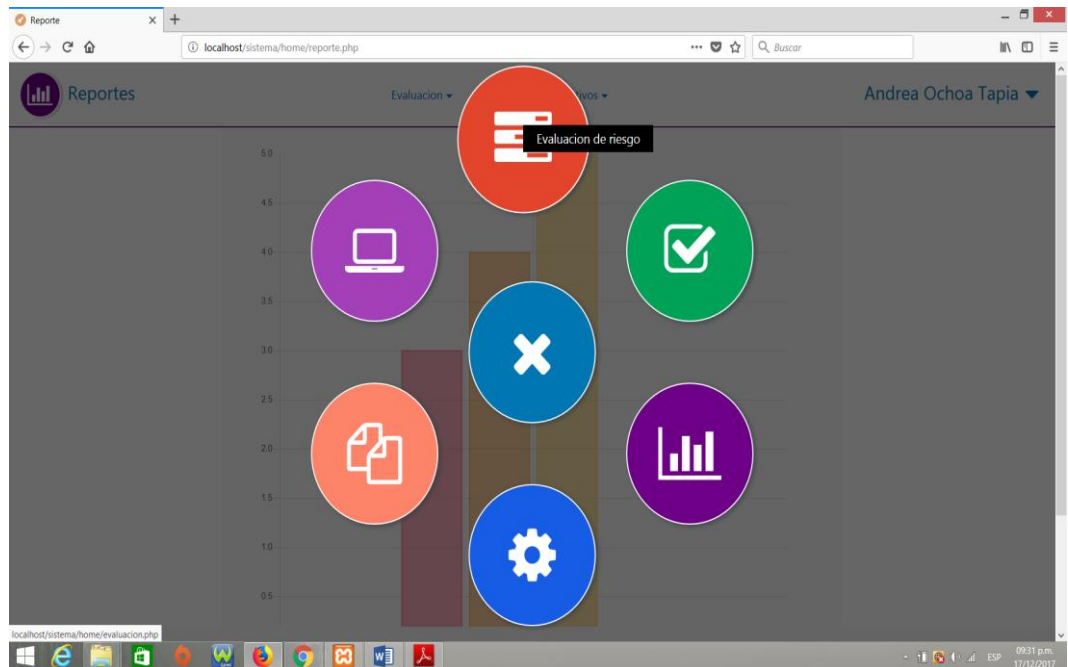 Reporte
localhost/sistema/home/reporte.php
Buscar
Reportes
Evaluacion
tivos
Andrea Ochoa Tapia
Evaluacion de riesgo
5.0
4.5
4.0
3.5
3.0
2.5
2.0
1.5
1.0
0.5
localhost/sistema/home/evaluacion.php
ESP
09:31 p.m.
17/12/2017